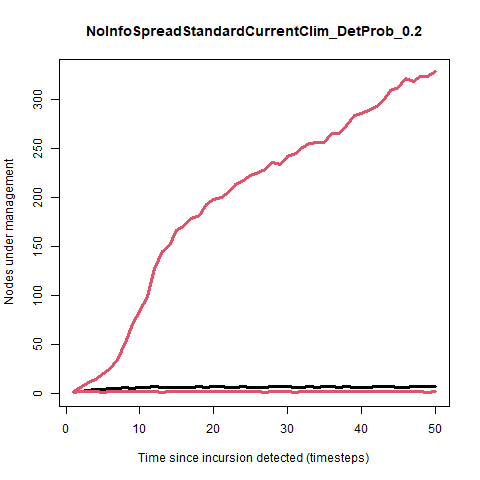 NoInfoSpreadStandardCurrentClim_DetProb_0.2
Nodes under management
300
250
200
150
100
50
0
0 10 20 30 40 50
Time since incursion detected (timesteps)